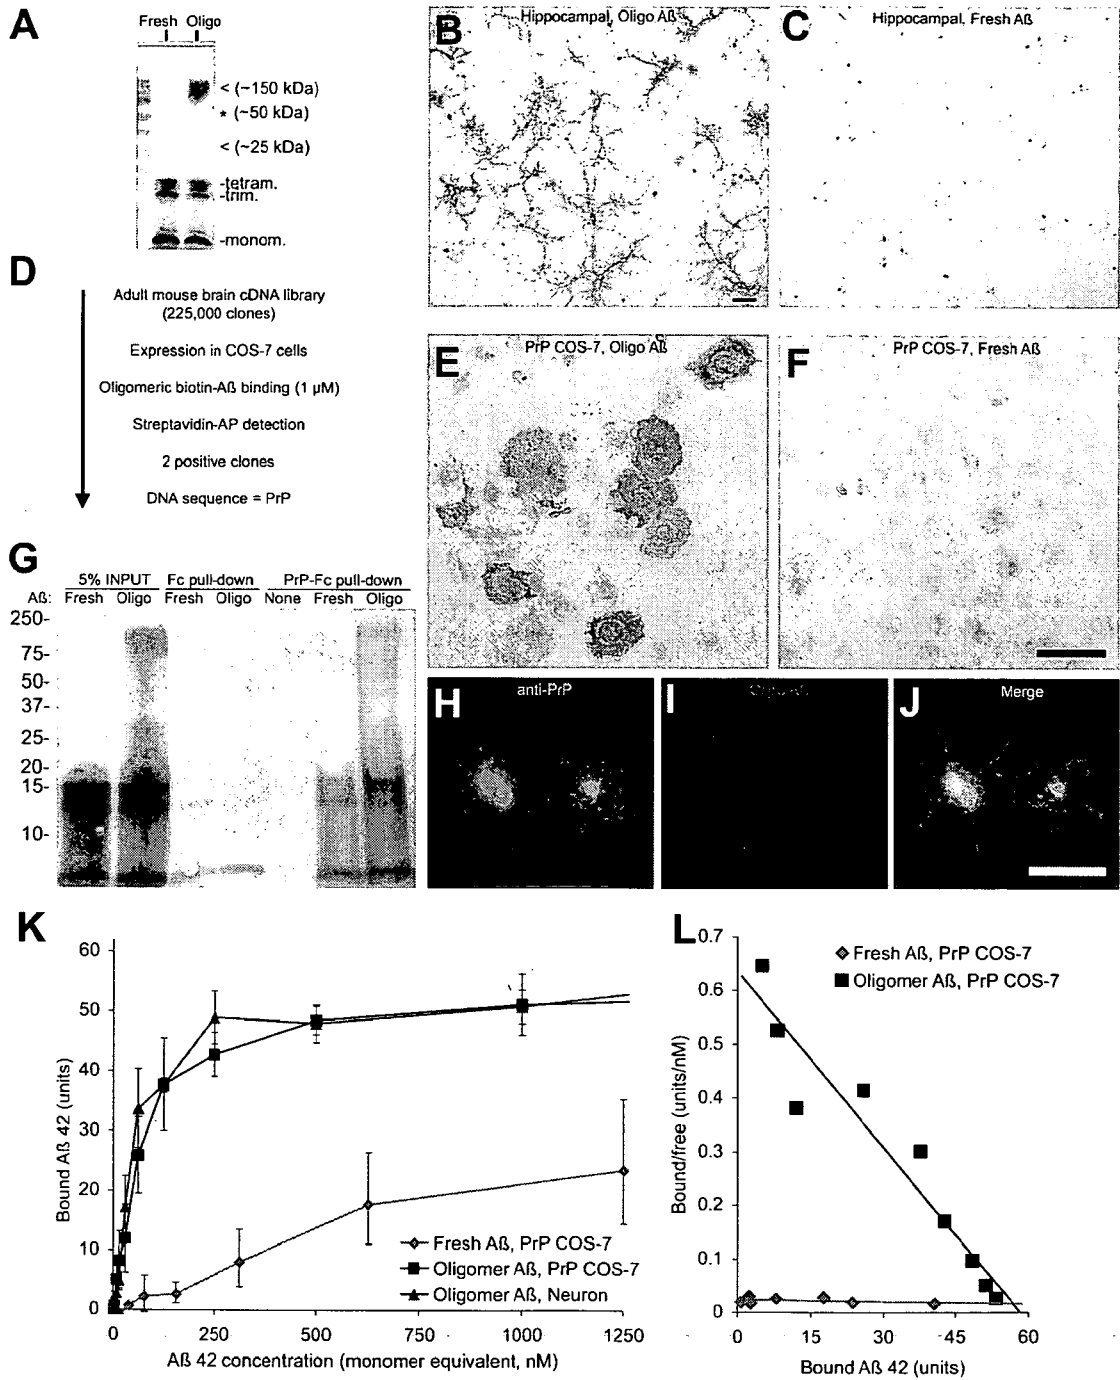 A
Fresh Oligo
< (~150 kDa)
* (~50 kDa)
< (~25 kDa)
-tetram.
-trim.
-monom.
B
Hippocampal, Oligo Aß
C
Hippocampal, Fresh Aß
D
Adult mouse brain cDNA library
(225,000 clones)
Expression in COS-7 cells
Oligomeric biotin-Aß binding (1 µM)
Streptavidin-AP detection
2 positive clones
DNA sequence = PrP
E
PrP COS-7, Oligo Aß
F
PrP COS-7, Fresh Aß
G
5% INPUT Fc pull-down PrP-Fc pull-down
Aß: Fresh Oligo Fresh Oligo None Fresh Oligo
250-
75-
50-
37-
25-
20-
15-
10-
H
anti-PrP
I
J
Merge
K
Bound Aß 42 (units)
60
50
40
30
20
10
0
Fresh Aß, PrP COS-7
Oligomer Aß, PrP COS-7
Oligomer Aß, Neuron
0 250 500 750 1000 1250
Aß 42 concentration (monomer equivalent, nM)
L
Bound/free (units/nM)
0.7
0.6
0.5
0.4
0.3
0.2
0.1
0
Fresh Aß, PrP COS-7
Oligomer Aß, PrP COS-7
0 15 30 45 60
Bound Aß 42 (units)